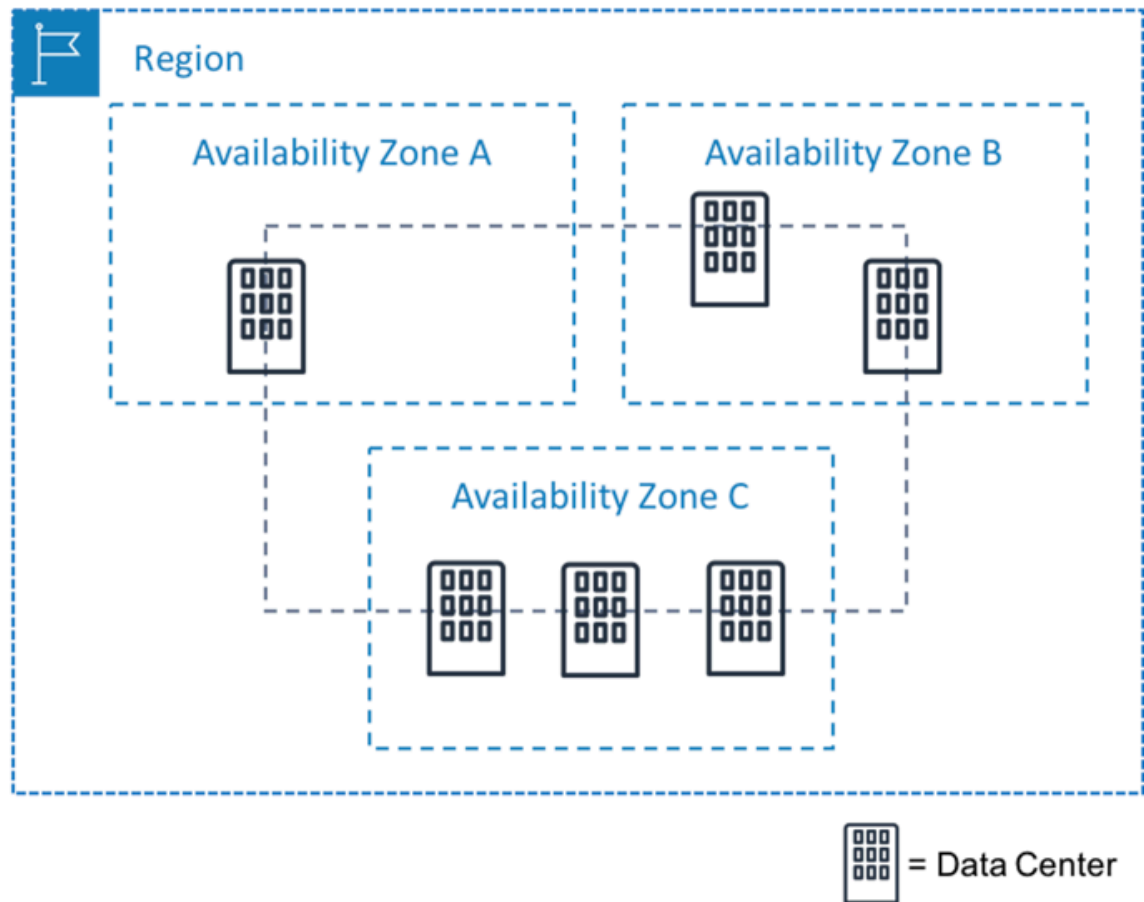 Region
Availability Zone A
Availability Zone B
Availability Zone C
= Data Center